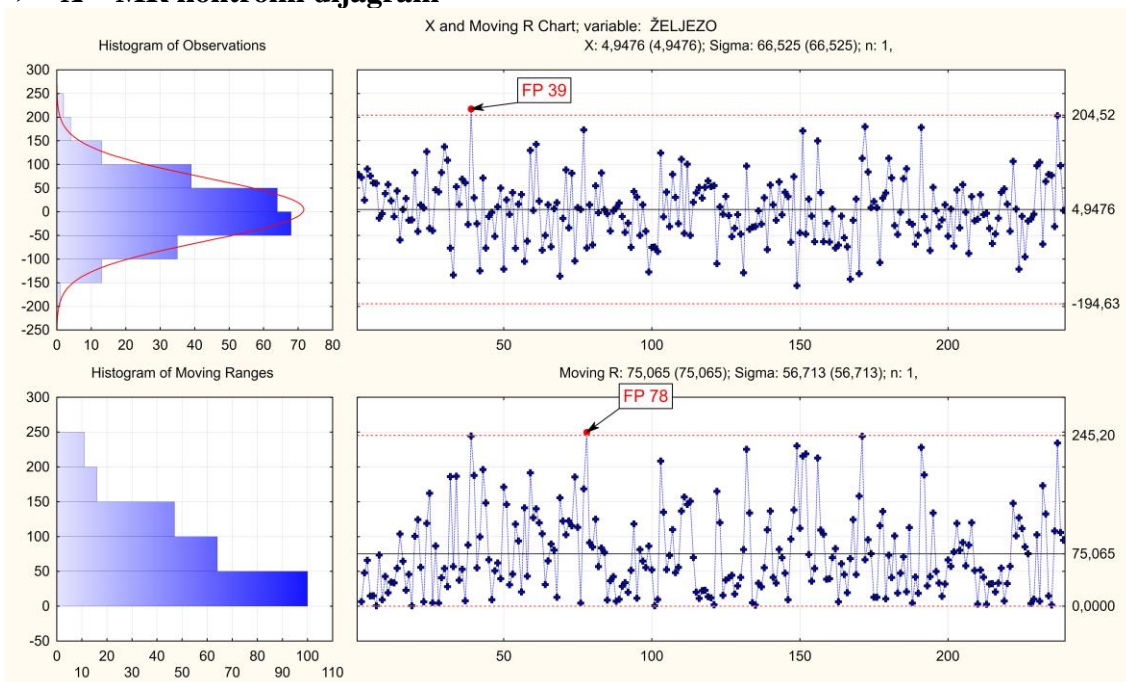 X – MR kontrolni dijagram
X and Moving R Chart; variable: ŽELJEZO
Histogram of Observations
X: 4,9476 (4,9476); Sigma: 66,525 (66,525); n: 1,
300
250
200
150
100
50
0
-50
-100
-150
-200
-250
0 10 20 30 40 50 60 70 80
FP 39
204,52
4,9476
-194,63
50 100 150 200
Histogram of Moving Ranges
Moving R: 75,065 (75,065); Sigma: 56,713 (56,713); n: 1,
300
250
200
150
100
50
0
-50
0 20 40 60 80 100
10 30 50 70 90 110
FP 78
245,20
75,065
0,0000
50 100 150 200